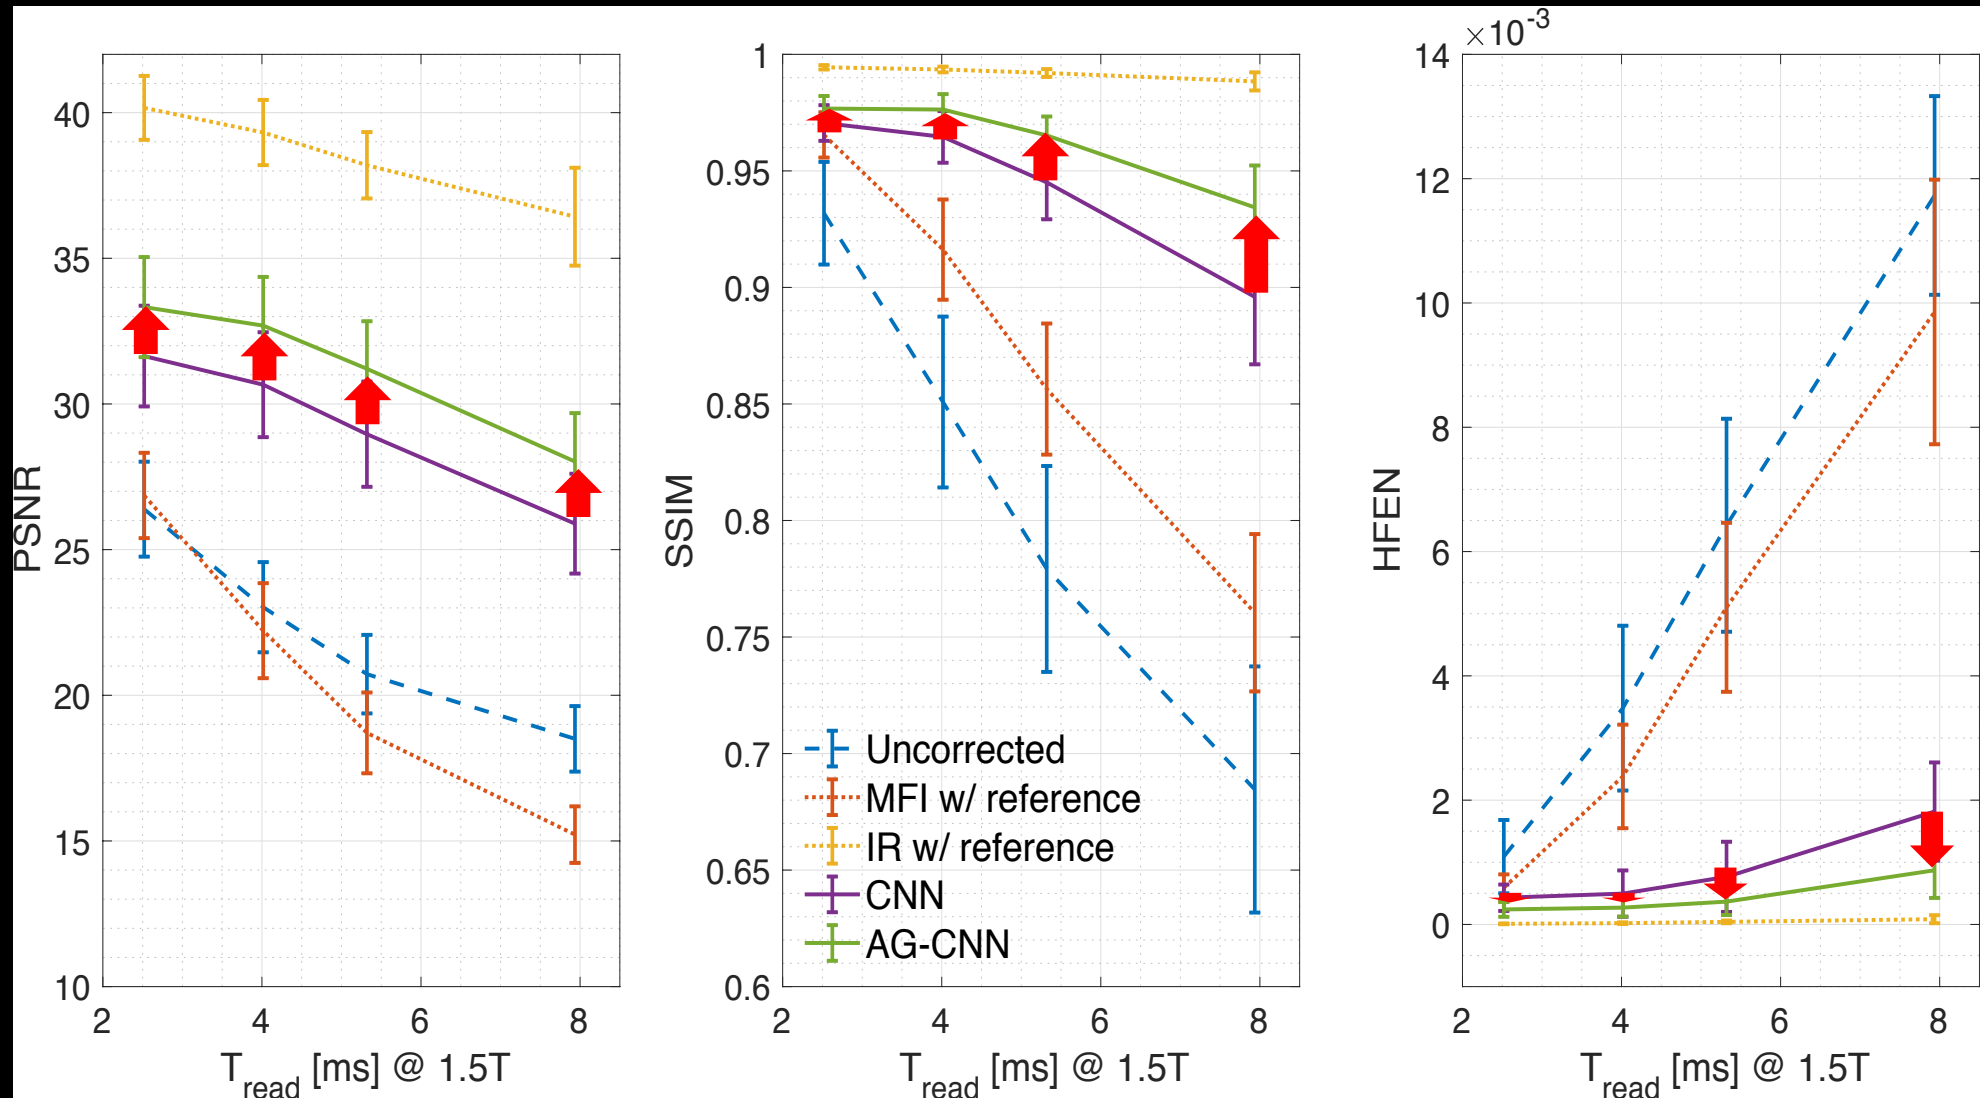 PSNR
40
35
30
25
20
15
10
2 4 6 8
T_read [ms] @ 1.5T
SSIM
1
0.95
0.9
0.85
0.8
0.75
0.7
0.65
0.6
Uncorrected
MFI w/ reference
IR w/ reference
CNN
AG-CNN
2 4 6 8
T_read [ms] @ 1.5T
×10^-3
HFEN
14
12
10
8
6
4
2
0
2 4 6 8
T_read [ms] @ 1.5T